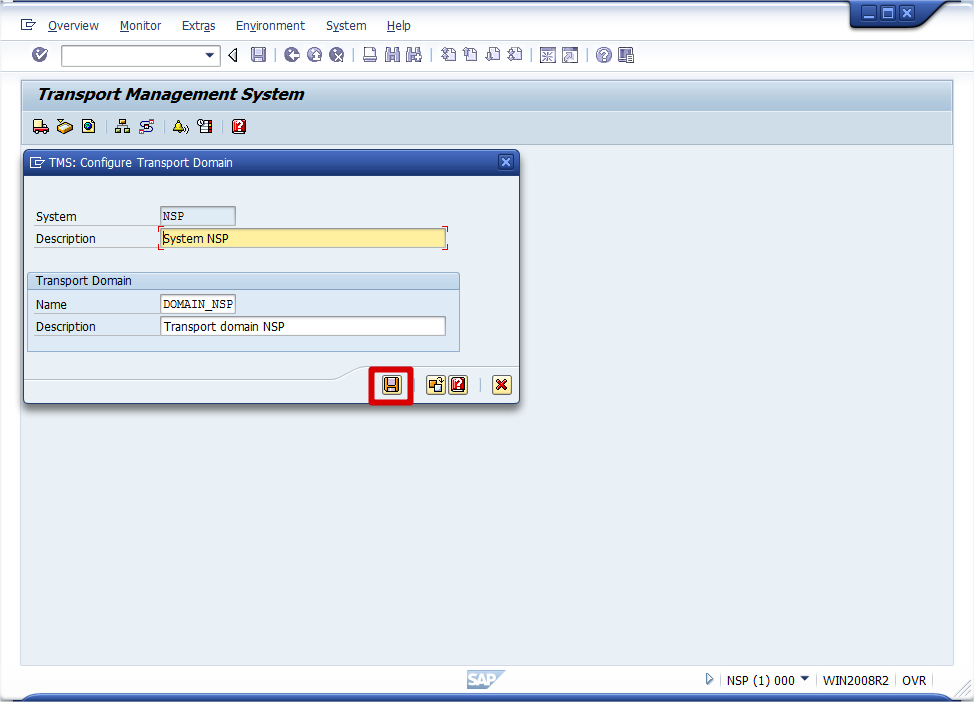 Overview Monitor Extras Environment System Help
Transport Management System
TMS: Configure Transport Domain
System NSP
Description System NSP
Transport Domain
Name DOMAIN_NSP
Description Transport domain NSP
SAP NSP (1) 000 WIN2008R2 OVR